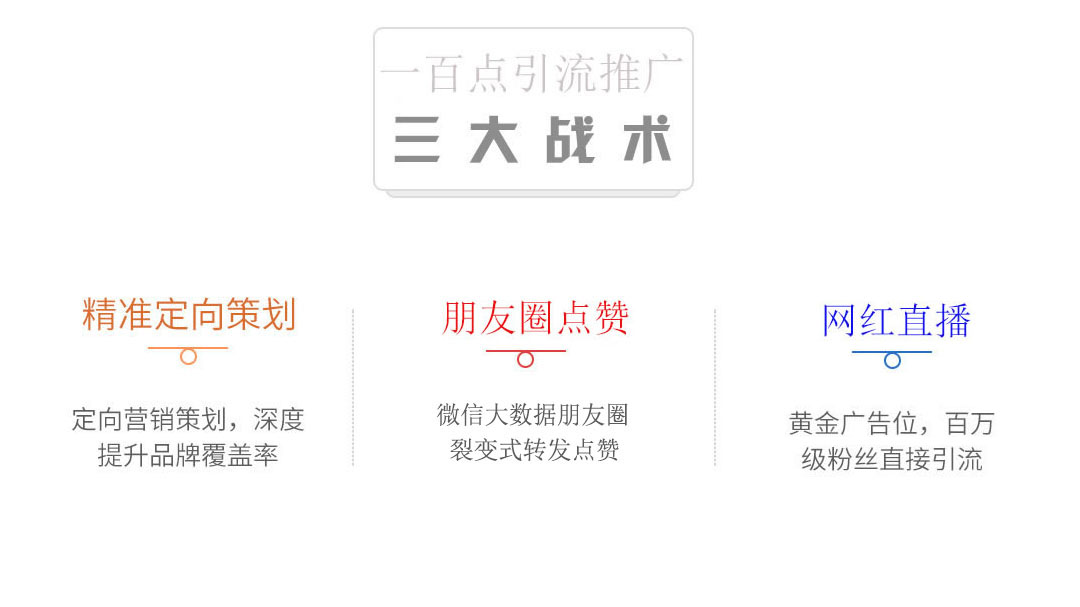 一百点引流推广
三大战术
精准定向策划
定向营销策划，深度
提升品牌覆盖率
朋友圈点赞
微信大数据朋友圈
裂变式转发点赞
网红直播
黄金广告位，百万
级粉丝直接引流